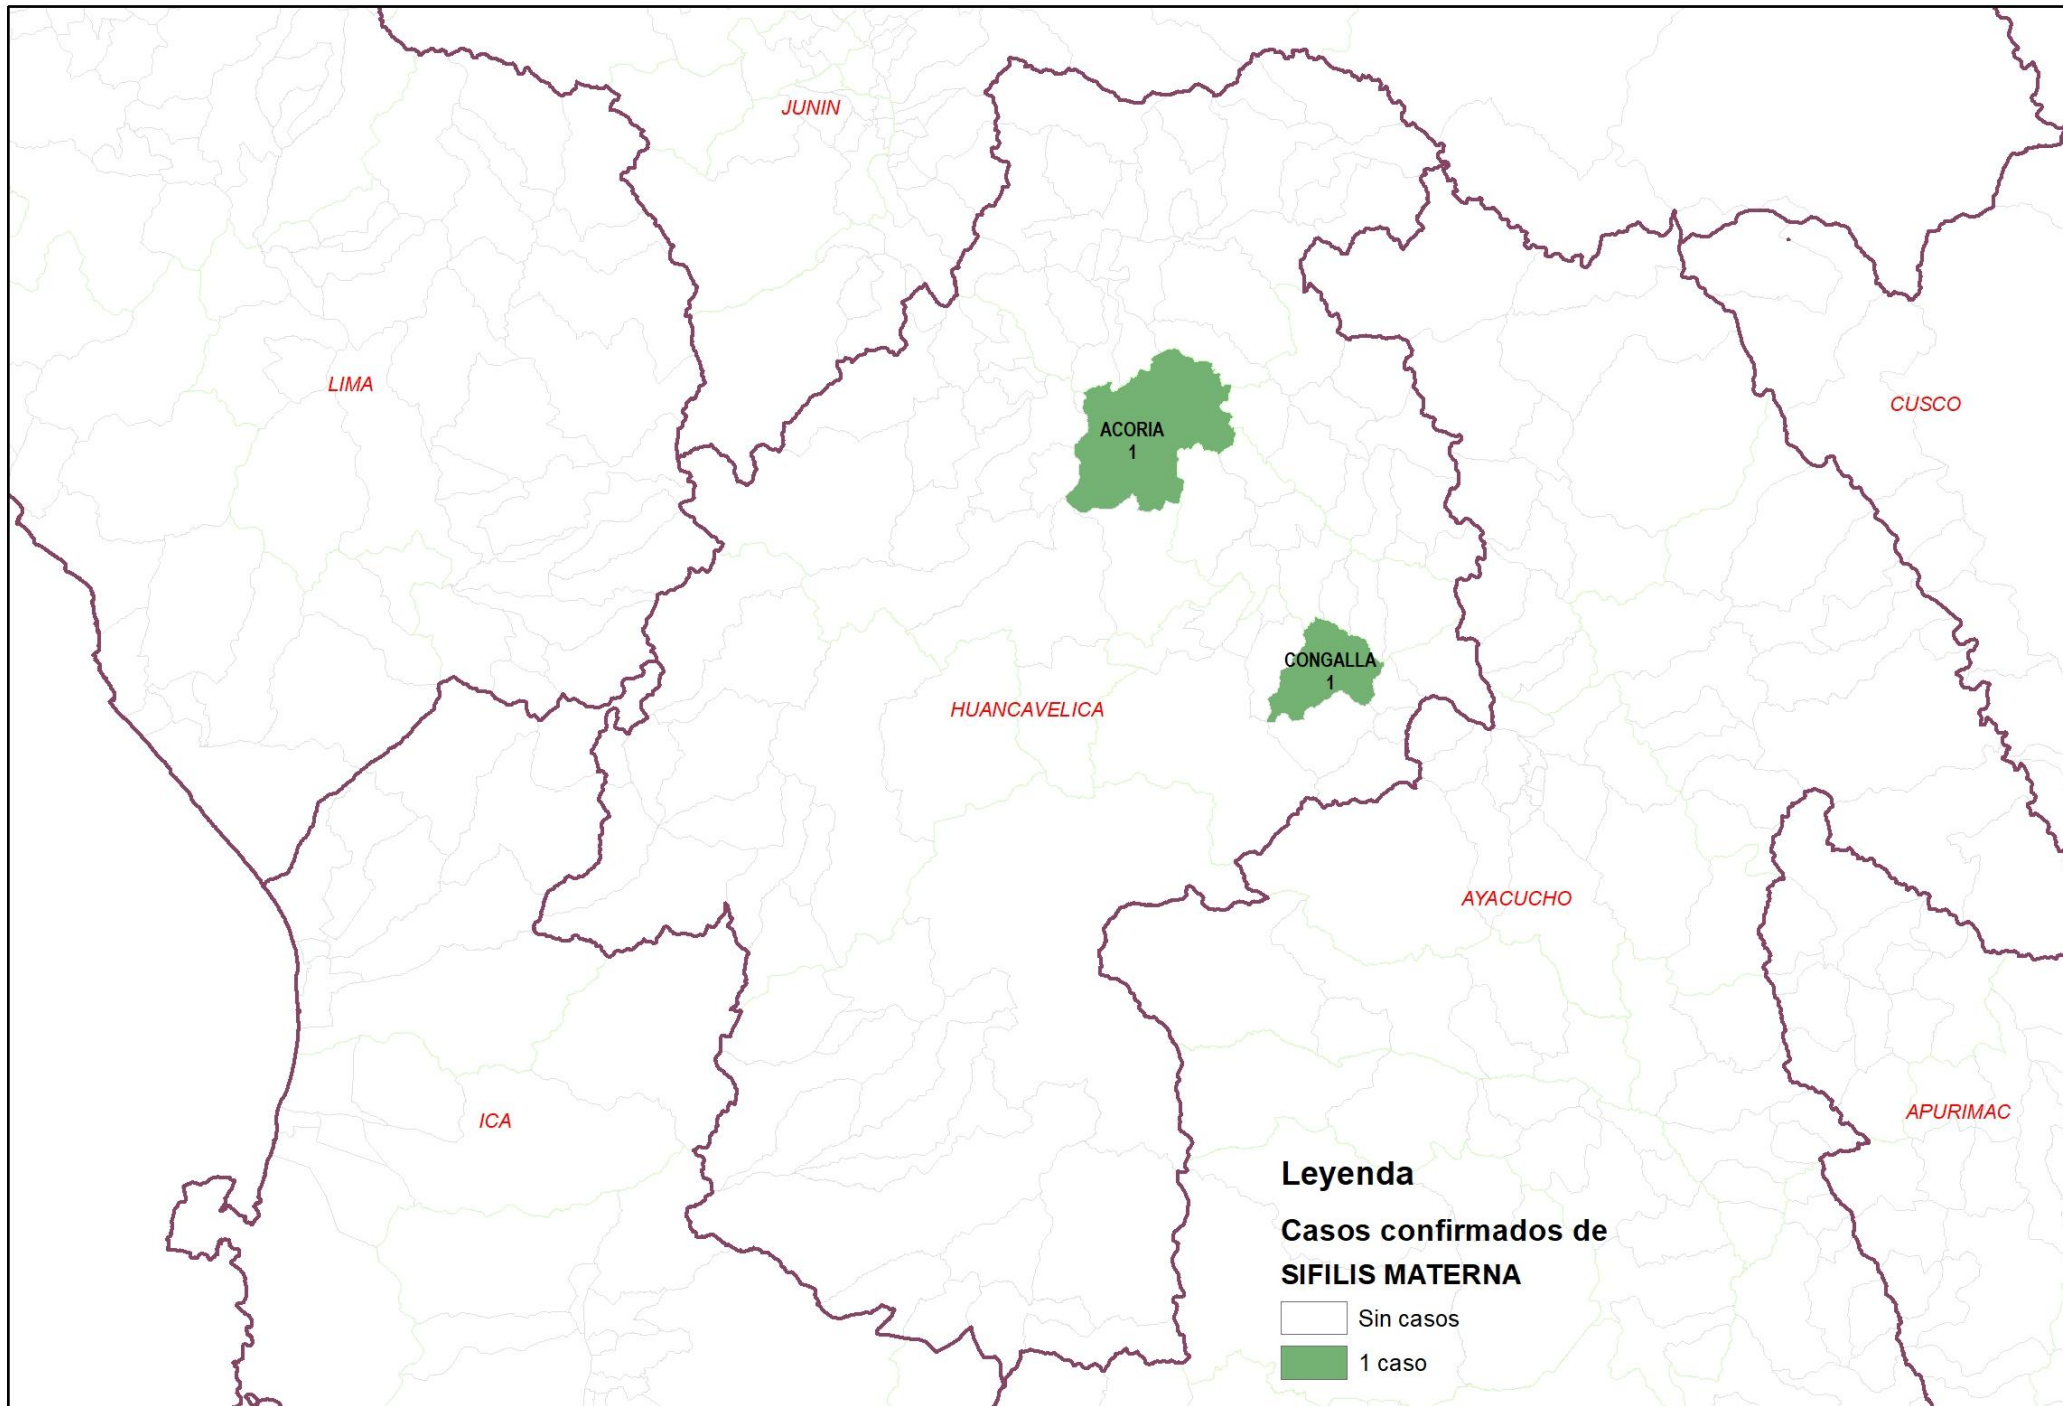 JUNIN
LIMA
CUSCO
ACORIA
1
CONGALLA
1
HUANCAVELICA
AYACUCHO
ICA
APURIMAC
Leyenda
Casos confirmados de
SIFILIS MATERNA
Sin casos
1 caso